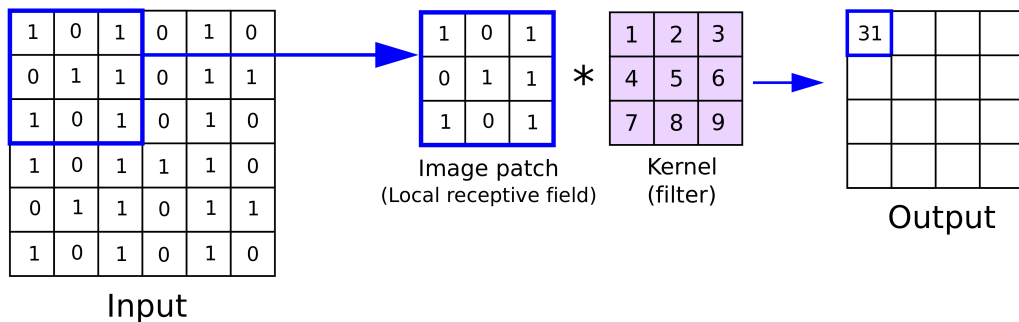 1 0 1 0 1 0
0 1 1 0 1 1
1 0 1 0 1 0
1 0 1 1 1 0
0 1 1 0 1 1
1 0 1 0 1 0
Input
1 0 1
0 1 1
1 0 1
Image patch
(Local receptive field)
*
1 2 3
4 5 6
7 8 9
Kernel
(filter)
31
Output